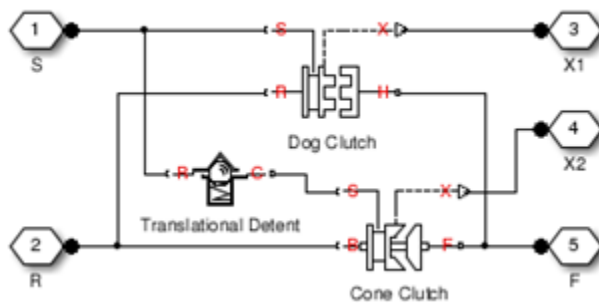 1
S
S
X
3
X1
R
H
Dog Clutch
4
X2
R
C
Translational Detent
S
X
2
R
B
F
5
F
Cone Clutch